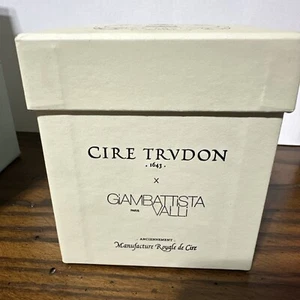 CIRE TRVDON
. 1643 .
X
GIAMBATTISTA
PARIS VALLI
ANCIENNEMENT
Manufacture Royale de Cire